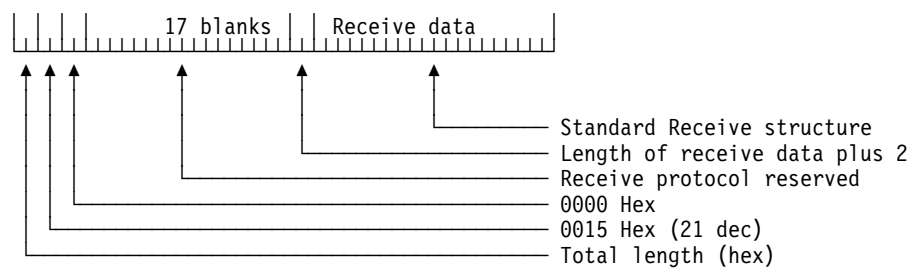 17 blanks Receive data
Standard Receive structure
Length of receive data plus 2
Receive protocol reserved
0000 Hex
0015 Hex (21 dec)
Total length (hex)